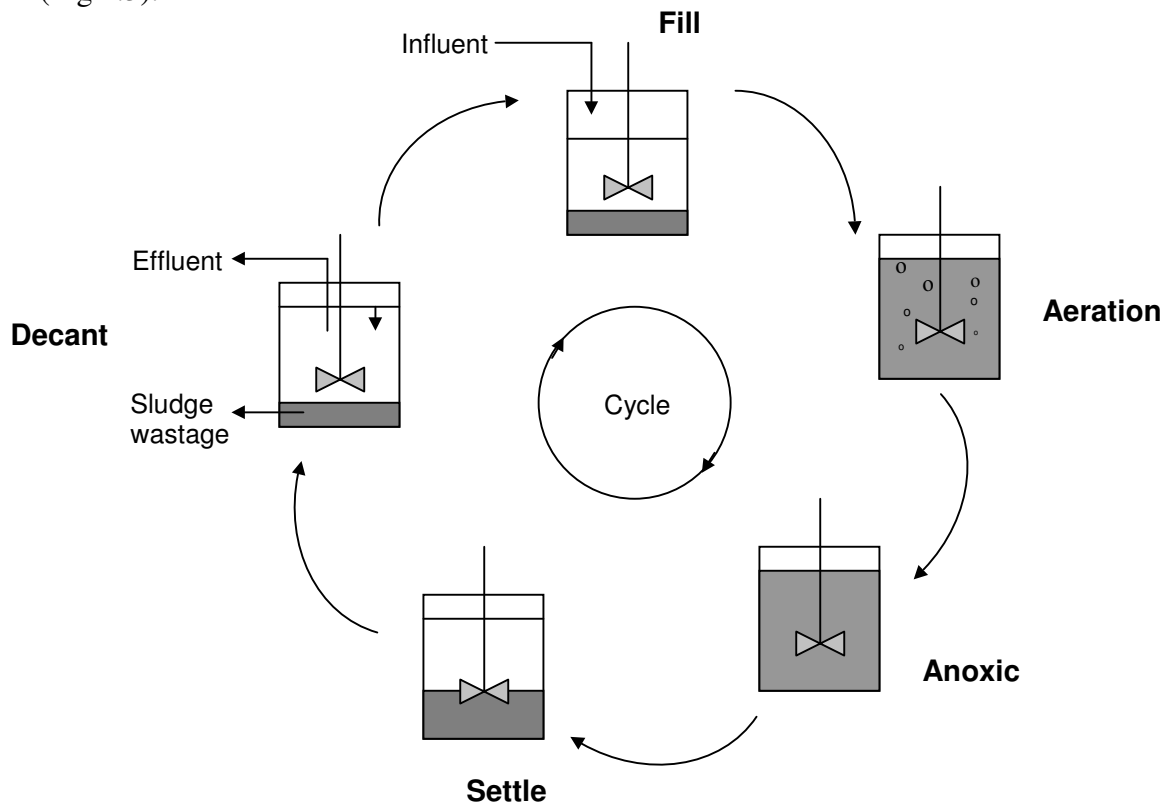 Fill
Influent
Effluent
Aeration
Decant
Cycle
Sludge
wastage
Anoxic
Settle